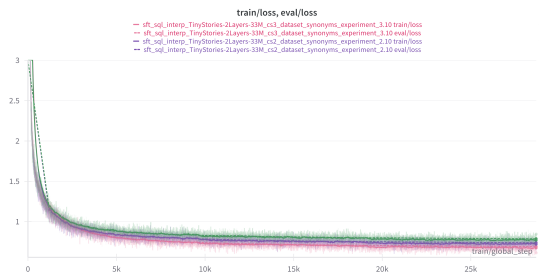 train/loss, eval/loss
sft_sql_interp_TinyStories-2Layers-33M_cs3_dataset_synonyms_experiment_3.10 train/loss
sft_sql_interp_TinyStories-2Layers-33M_cs3_dataset_synonyms_experiment_3.10 eval/loss
sft_sql_interp_TinyStories-2Layers-33M_cs2_dataset_synonyms_experiment_2.10 train/loss
sft_sql_interp_TinyStories-2Layers-33M_cs2_dataset_synonyms_experiment_2.10 eval/loss
3
2.5
2
1.5
1
train/global_step
0 5k 10k 15k 20k 25k